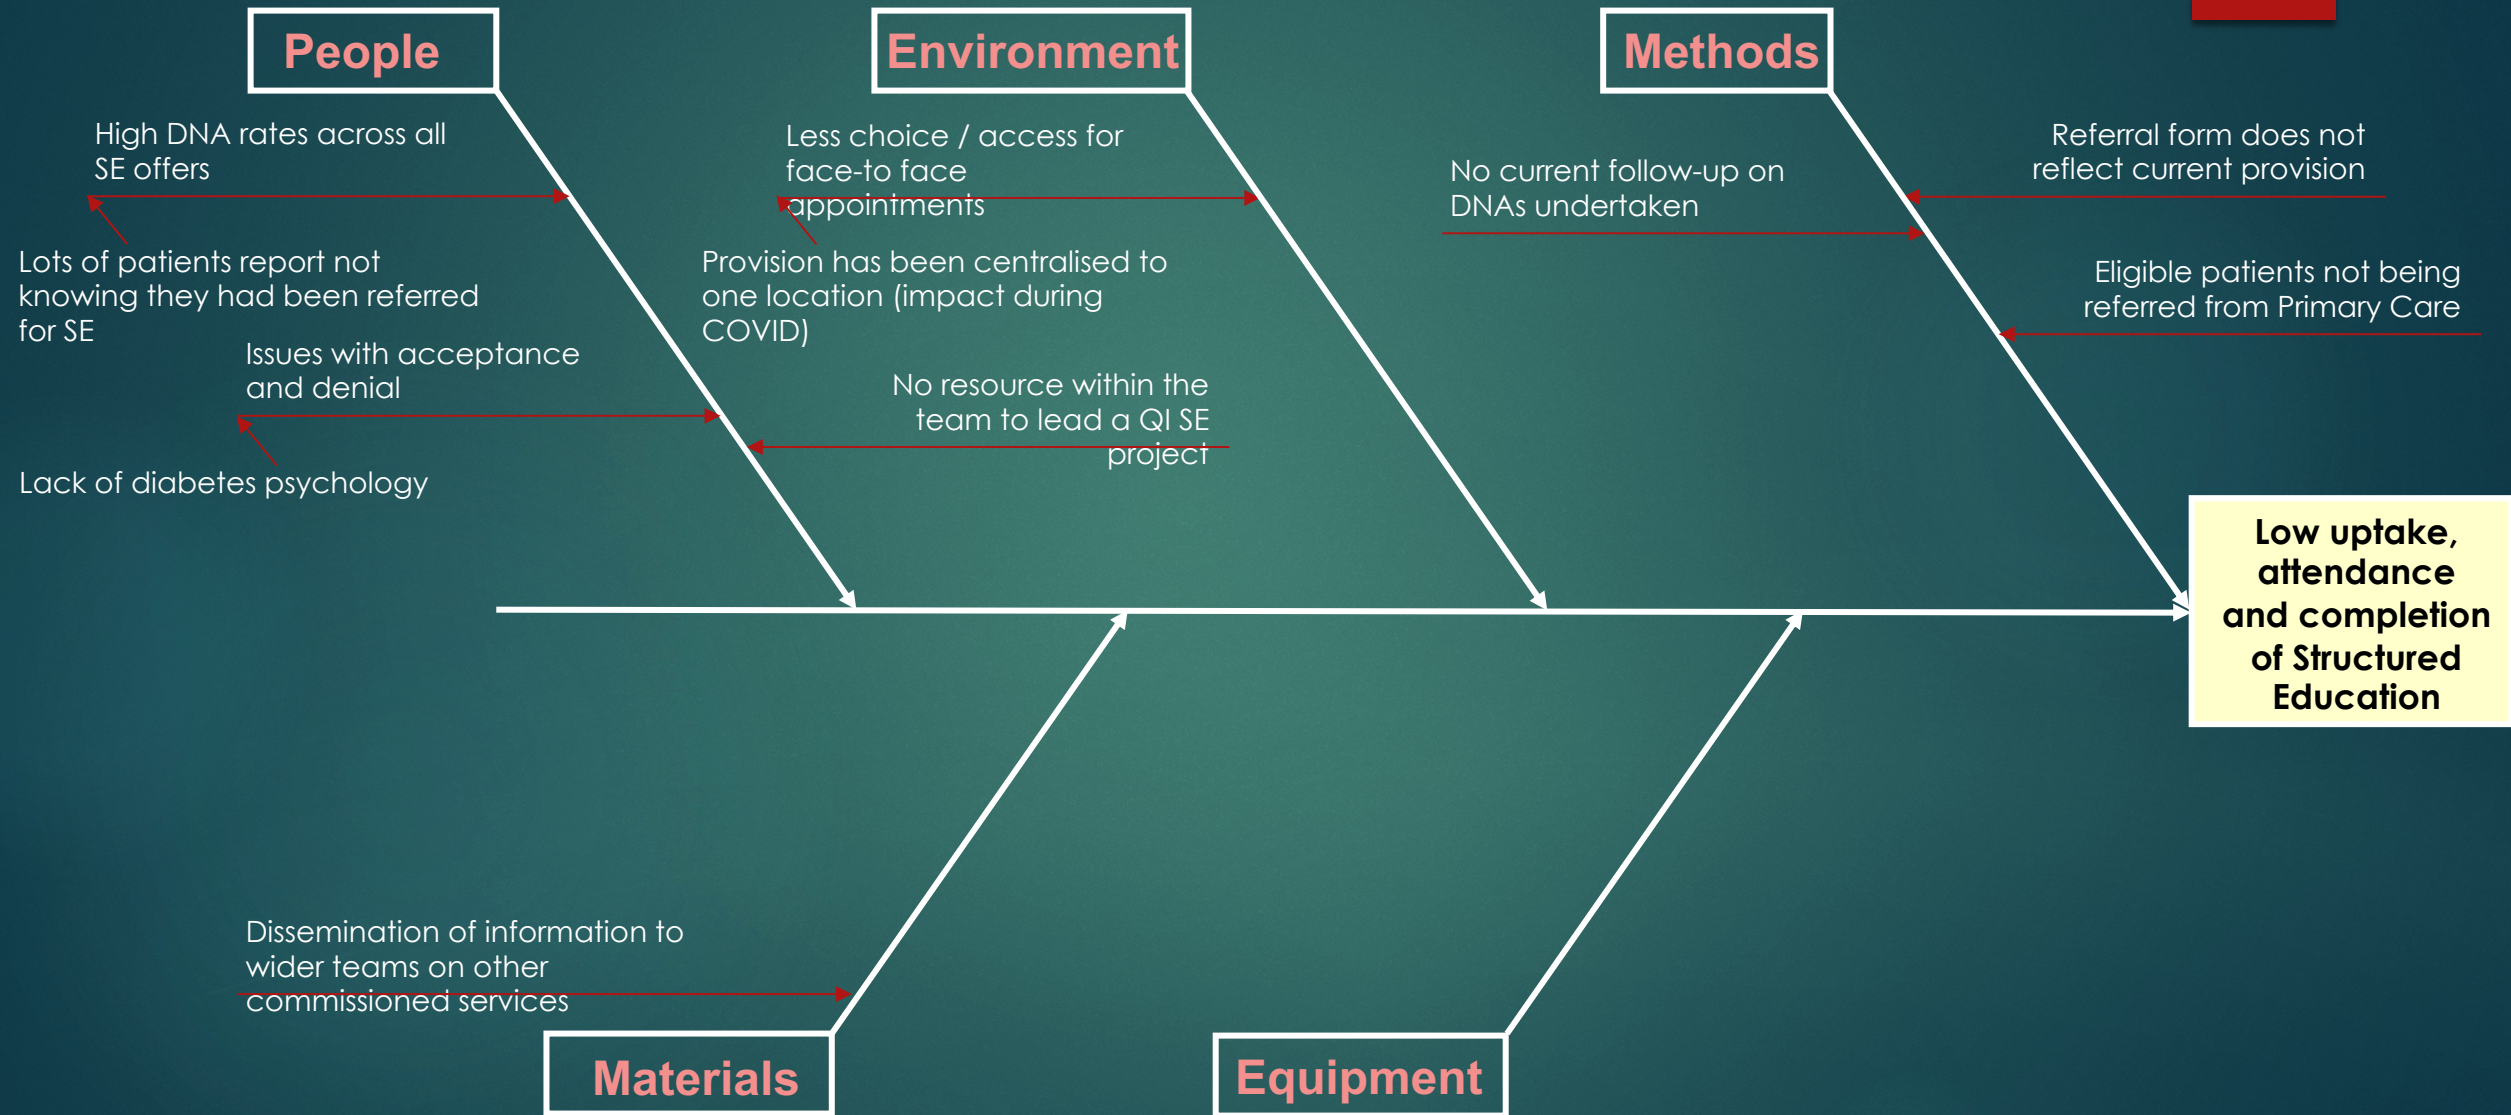 People
Environment
Methods
High DNA rates across all
SE offers
Lots of patients report not
knowing they had been referred
for SE
Issues with acceptance
and denial
Lack of diabetes psychology
Less choice / access for
face-to face
appointments
Provision has been centralised to
one location (impact during
COVID)
No resource within the
team to lead a QI SE
project
No current follow-up on
DNAs undertaken
Referral form does not
reflect current provision
Eligible patients not being
referred from Primary Care
Low uptake,
attendance
and completion
of Structured
Education
Dissemination of information to
wider teams on other
commissioned services
Materials
Equipment